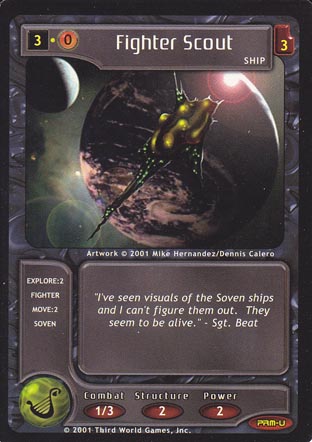 3 • 0 Fighter Scout 3
SHIP
Artwork © 2001 Mike Hernandez/Dennis Calero
EXPLORE:2
FIGHTER
MOVE:2
SOVEN
"I've seen visuals of the Soven ships
and I can't figure them out. They
seem to be alive." - Sgt. Beat
Combat Structure Power
1/3 2 2
PRM-U
© 2001 Third World Games, Inc.